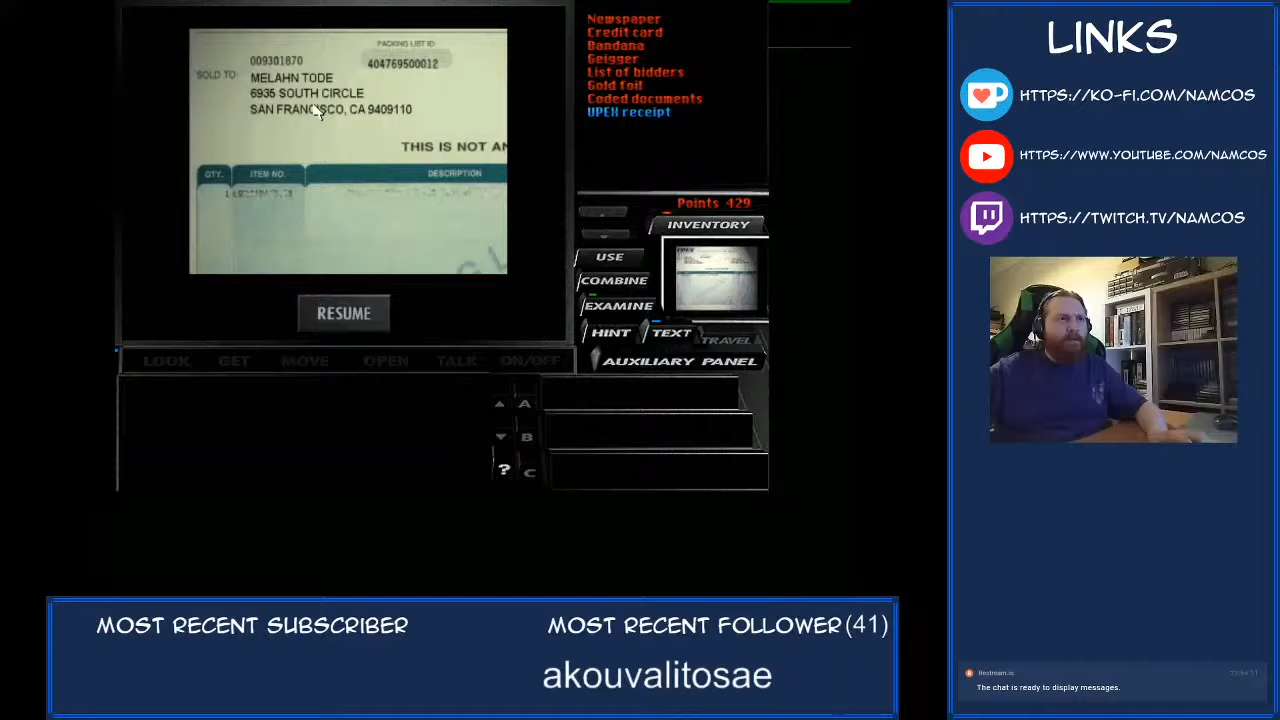 PACKING LIST ID:
009301870
404769500012
SOLD TO:
MELAHN TODE
6935 SOUTH CIRCLE
SAN FRANCISCO, CA 9409110
THIS IS NOT AN
QTY.
ITEM NO.
DESCRIPTION
RESUME
LOOK
GET
MOVE
OPEN
TALK
ON/OFF
Newspaper
Credit card
Bandana
Geigger
List of bidders
Gold foil
Coded documents
UPEX receipt
Points 429
INVENTORY
USE
COMBINE
EXAMINE
HINT
TEXT
TRAVEL
AUXILIARY PANEL
A
B
?
C
LINKS
HTTPS://KO-FI.COM/NAMCOS
HTTPS://WWW.YOUTUBE.COM/NAMCOS
HTTPS://TWITCH.TV/NAMCOS
MOST RECENT SUBSCRIBER
MOST RECENT FOLLOWER (41)
akouvalitosae
Restream.io
The chat is ready to display messages.